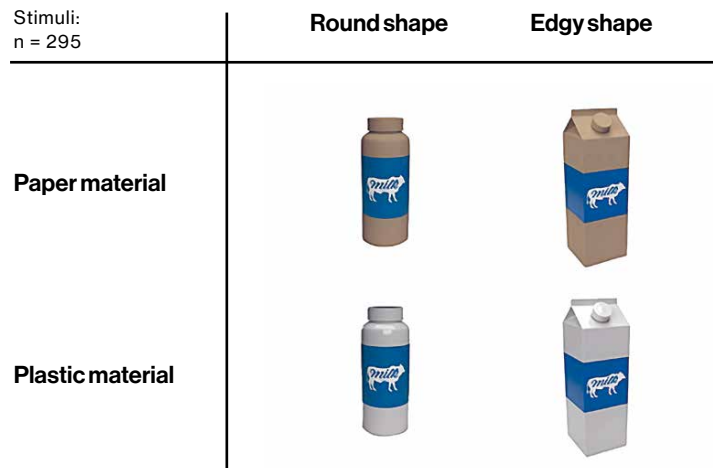 Stimuli:
n = 295
Round shape
Edgy shape
Paper material
milk
milk
Plastic material
milk
milk